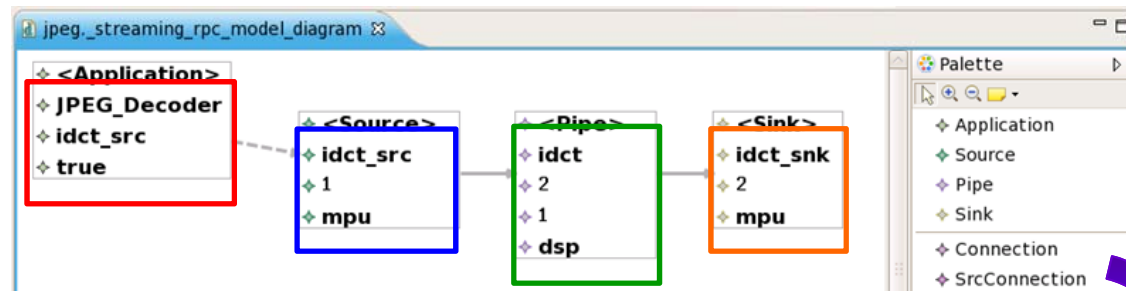 jpeg._streaming_rpc_model_diagram
<Application>
JPEG_Decoder
idct_src
true
<Source>
idct_src
1
mpu
<Pipe>
idct
2
1
dsp
<Sink>
idct_snk
2
mpu
Palette
Application
Source
Pipe
Sink
Connection
SrcConnection